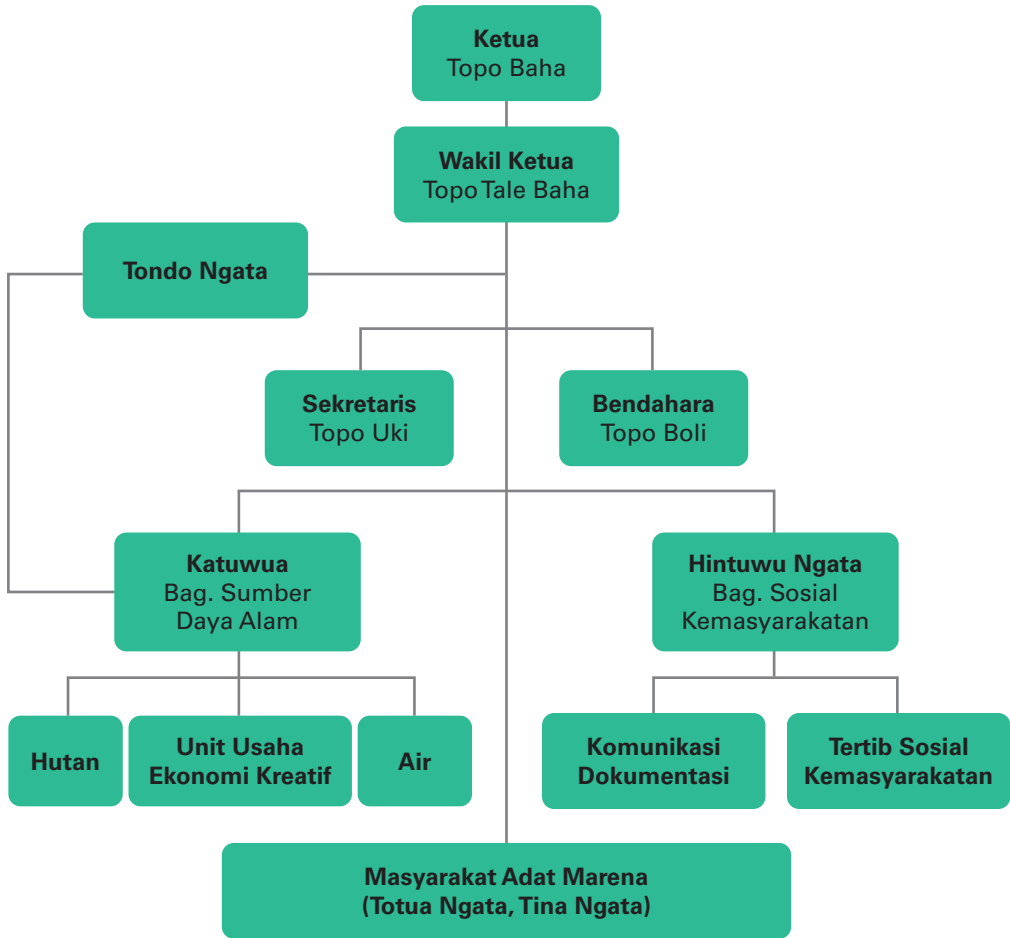 Ketua
Topo Baha
Wakil Ketua
Topo Tale Baha
Tondo Ngata
Sekretaris
Topo Uki
Bendahara
Topo Boli
Katuwua
Bag. Sumber
Daya Alam
Hintuwu Ngata
Bag. Sosial
Kemasyarakatan
Hutan
Unit Usaha
Ekonomi Kreatif
Air
Komunikasi
Dokumentasi
Tertib Sosial
Kemasyarakatan
Masyarakat Adat Marena
(Totua Ngata, Tina Ngata)